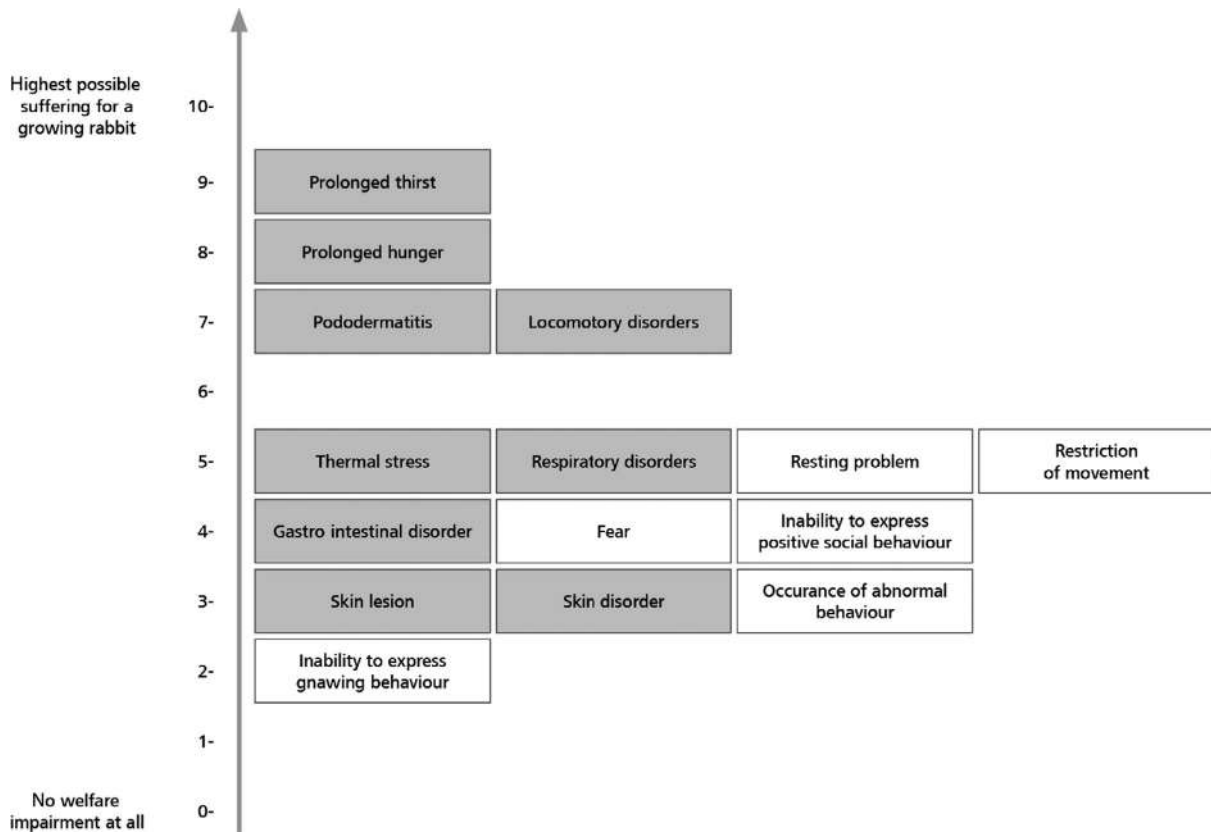 Highest possible
suffering for a
growing rabbit
10-
9-
Prolonged thirst
8-
Prolonged hunger
7-
Pododermatitis
Locomotory disorders
6-
5-
Thermal stress
Respiratory disorders
Resting problem
Restriction
of movement
4-
Gastro intestinal disorder
Fear
Inability to express
positive social behaviour
3-
Skin lesion
Skin disorder
Occurance of abnormal
behaviour
2-
Inability to express
gnawing behaviour
1-
No welfare
impairment at all
0-